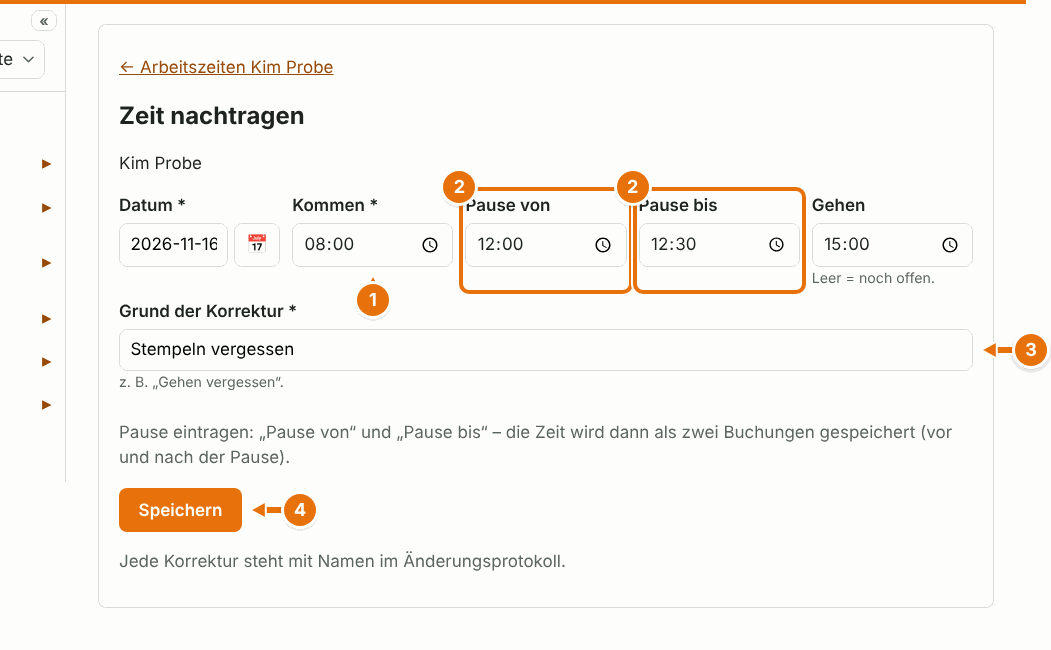 «
te
← Arbeitszeiten Kim Probe
Zeit nachtragen
Kim Probe
2 2
Datum * Kommen * Pause von Pause bis Gehen
2026-11-16 08:00 12:00 12:30 15:00
Leer = noch offen.
1
Grund der Korrektur *
Stempeln vergessen 3
z. B. „Gehen vergessen“.
Pause eintragen: „Pause von“ und „Pause bis“ – die Zeit wird dann als zwei Buchungen gespeichert (vor
und nach der Pause).
Speichern 4
Jede Korrektur steht mit Namen im Änderungsprotokoll.